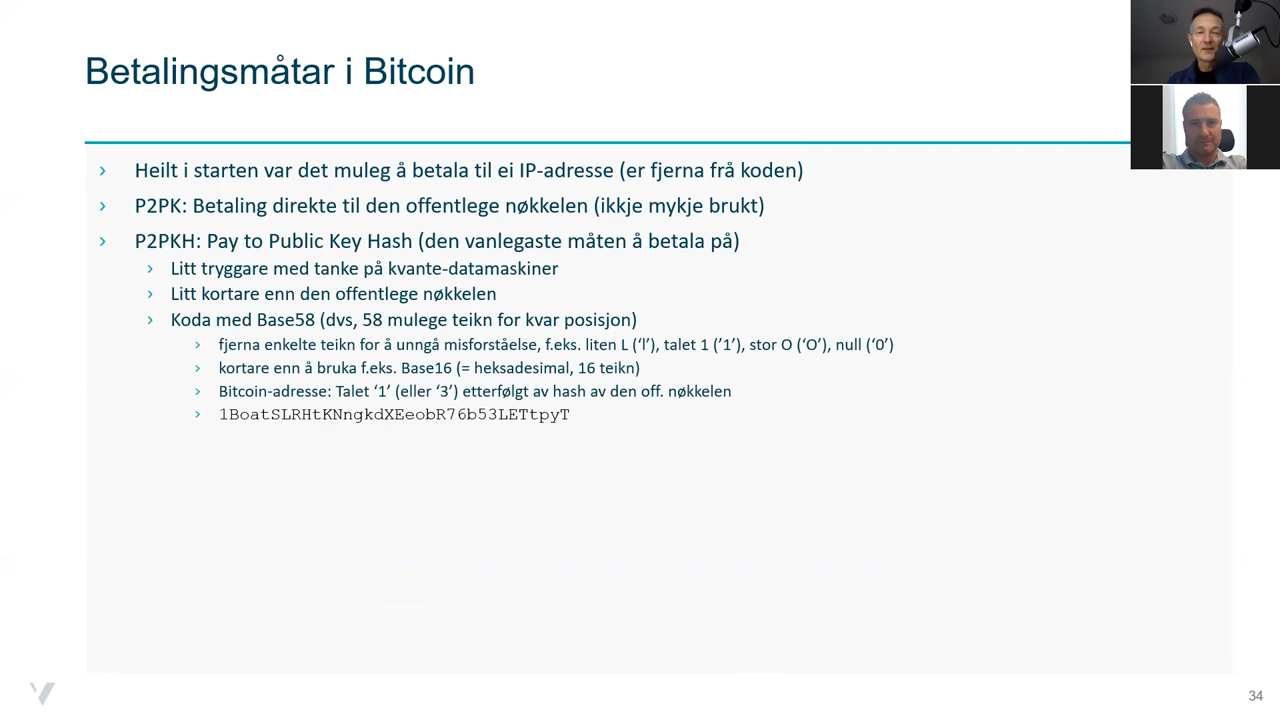 Betalingsmåtar i Bitcoin
› Heilt i starten var det muleg å betala til ei IP-adresse (er fjerna frå koden)
› P2PK: Betaling direkte til den offentlege nøkkelen (ikkje mykje brukt)
› P2PKH: Pay to Public Key Hash (den vanlegaste måten å betala på)
› Litt tryggare med tanke på kvante-datamaskiner
› Litt kortare enn den offentlege nøkkelen
› Koda med Base58 (dvs, 58 mulege teikn for kvar posisjon)
› fjerna enkelte teikn for å unngå misforståelse, f.eks. liten L (‘l’), talet 1 (’1’), stor O (‘O’), null (‘0’)
› kortare enn å bruka f.eks. Base16 (= heksadesimal, 16 teikn)
› Bitcoin-adresse: Talet ‘1’ (eller ‘3’) etterfølgt av hash av den off. nøkkelen
› 1BoatSLRHtKNngkdXEeobR76b53LETtpyT
34